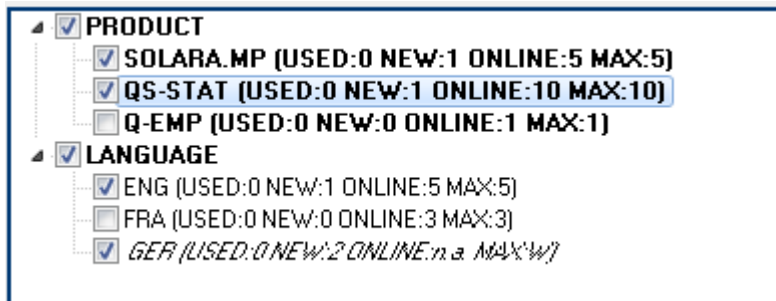 PRODUCT
SOLARA.MP (USED:0 NEW:1 ONLINE:5 MAX:5)
QS-STAT (USED:0 NEW:1 ONLINE:10 MAX:10)
Q-EMP (USED:0 NEW:0 ONLINE:1 MAX:1)
LANGUAGE
ENG (USED:0 NEW:1 ONLINE:5 MAX:5)
FRA (USED:0 NEW:0 ONLINE:3 MAX:3)
GER (USED:0 NEW:2 ONLINE:n.a. MAX:W)